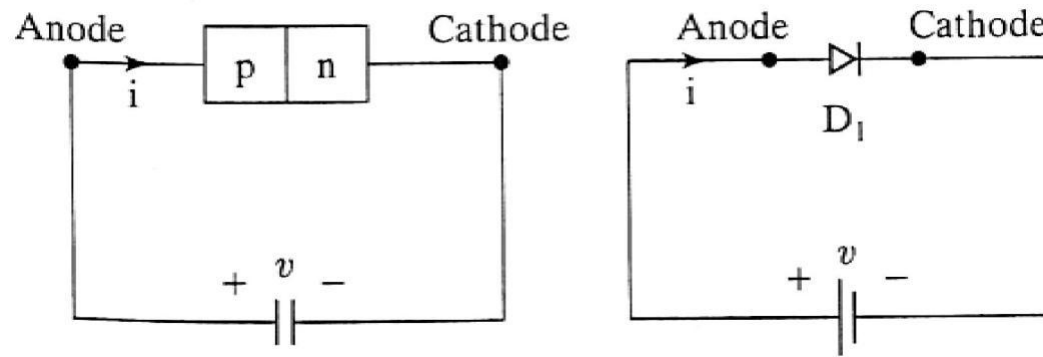 Anode Cathode
i p n
+ v −
Anode Cathode
i
D₁
+ v −